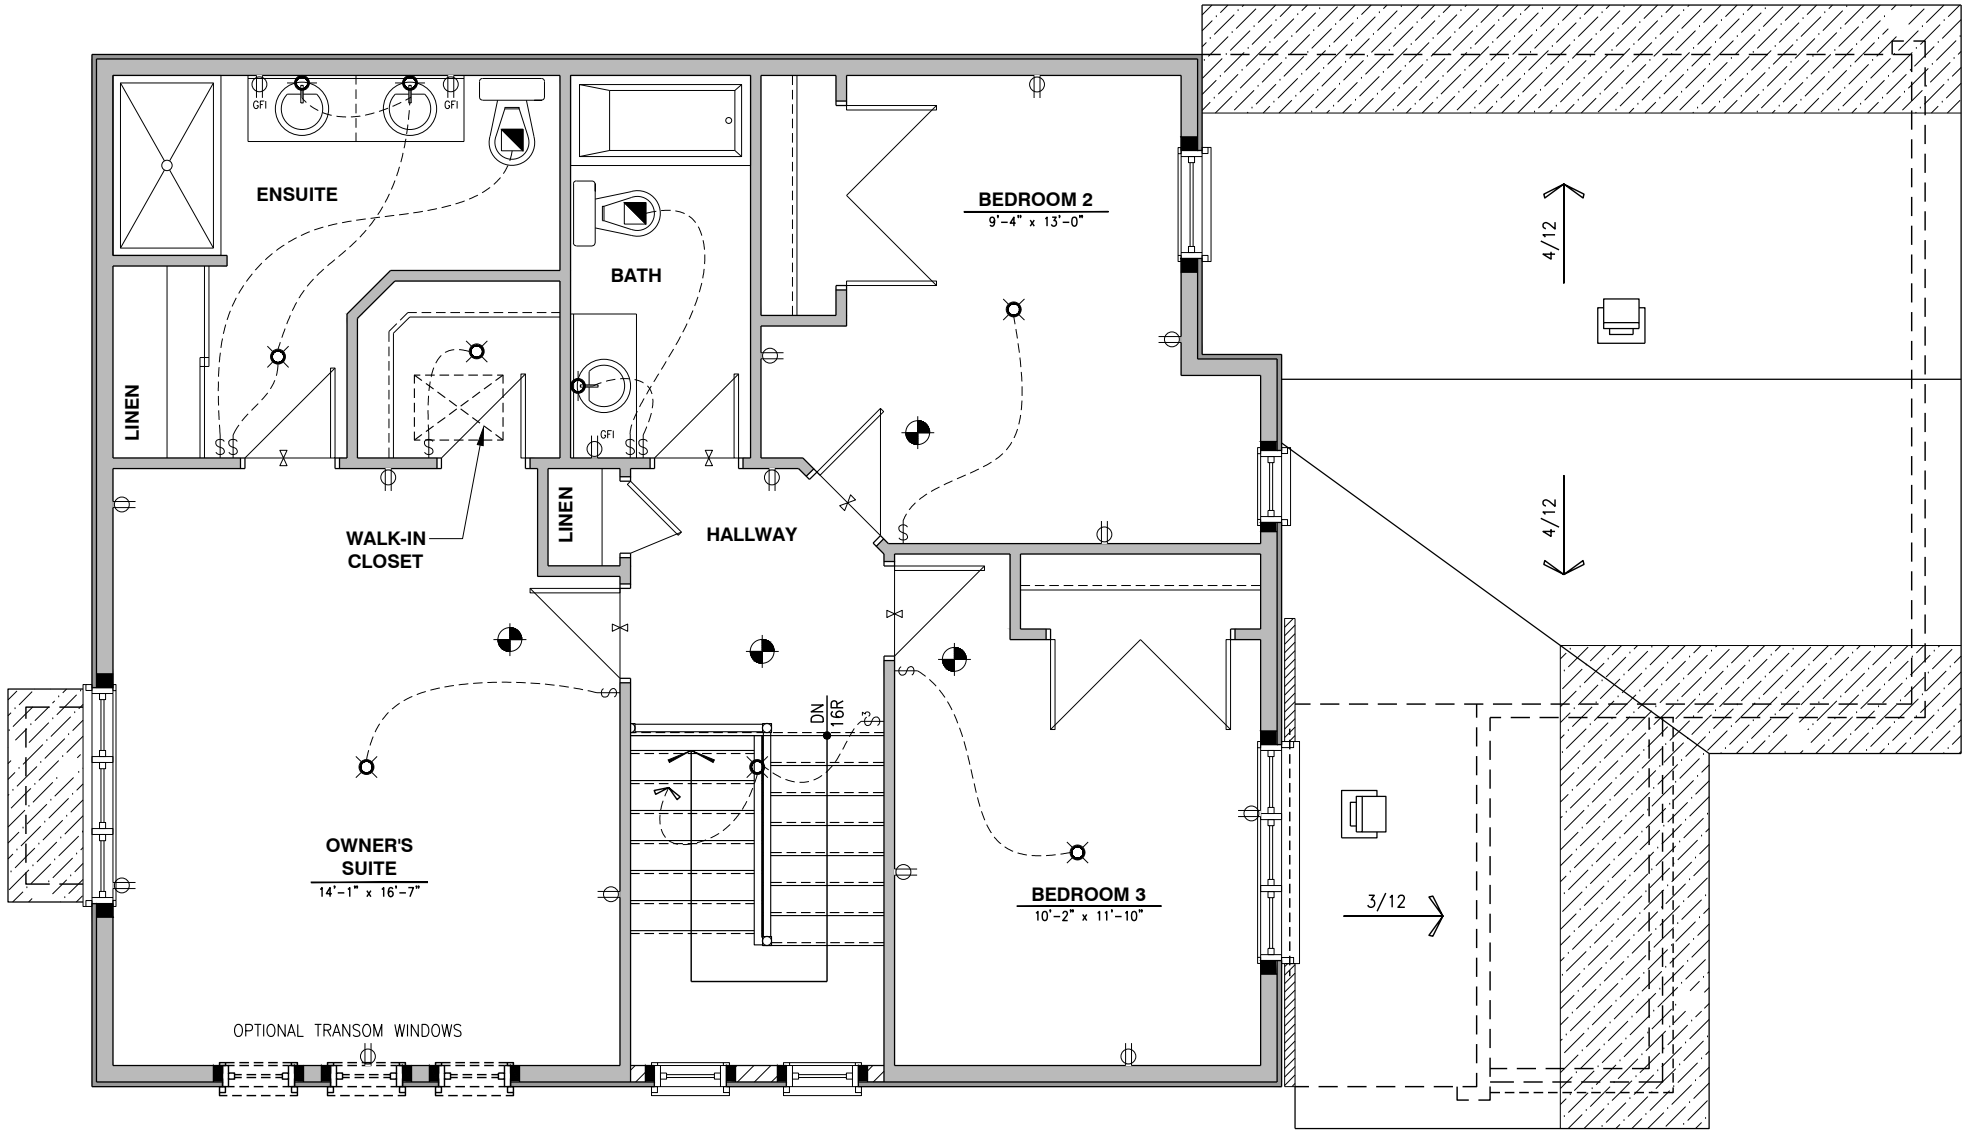 GFI
GFI
ENSUITE
BEDROOM 2
9'-4" x 13'-0"
4/12
BATH
LINEN
GFI
$$
$
$$
LINEN
HALLWAY
WALK-IN
CLOSET
$
4/12
$
$
DN
16R
$3
OWNER'S
SUITE
14'-1" x 16'-7"
BEDROOM 3
10'-2" x 11'-10"
3/12
OPTIONAL TRANSOM WINDOWS